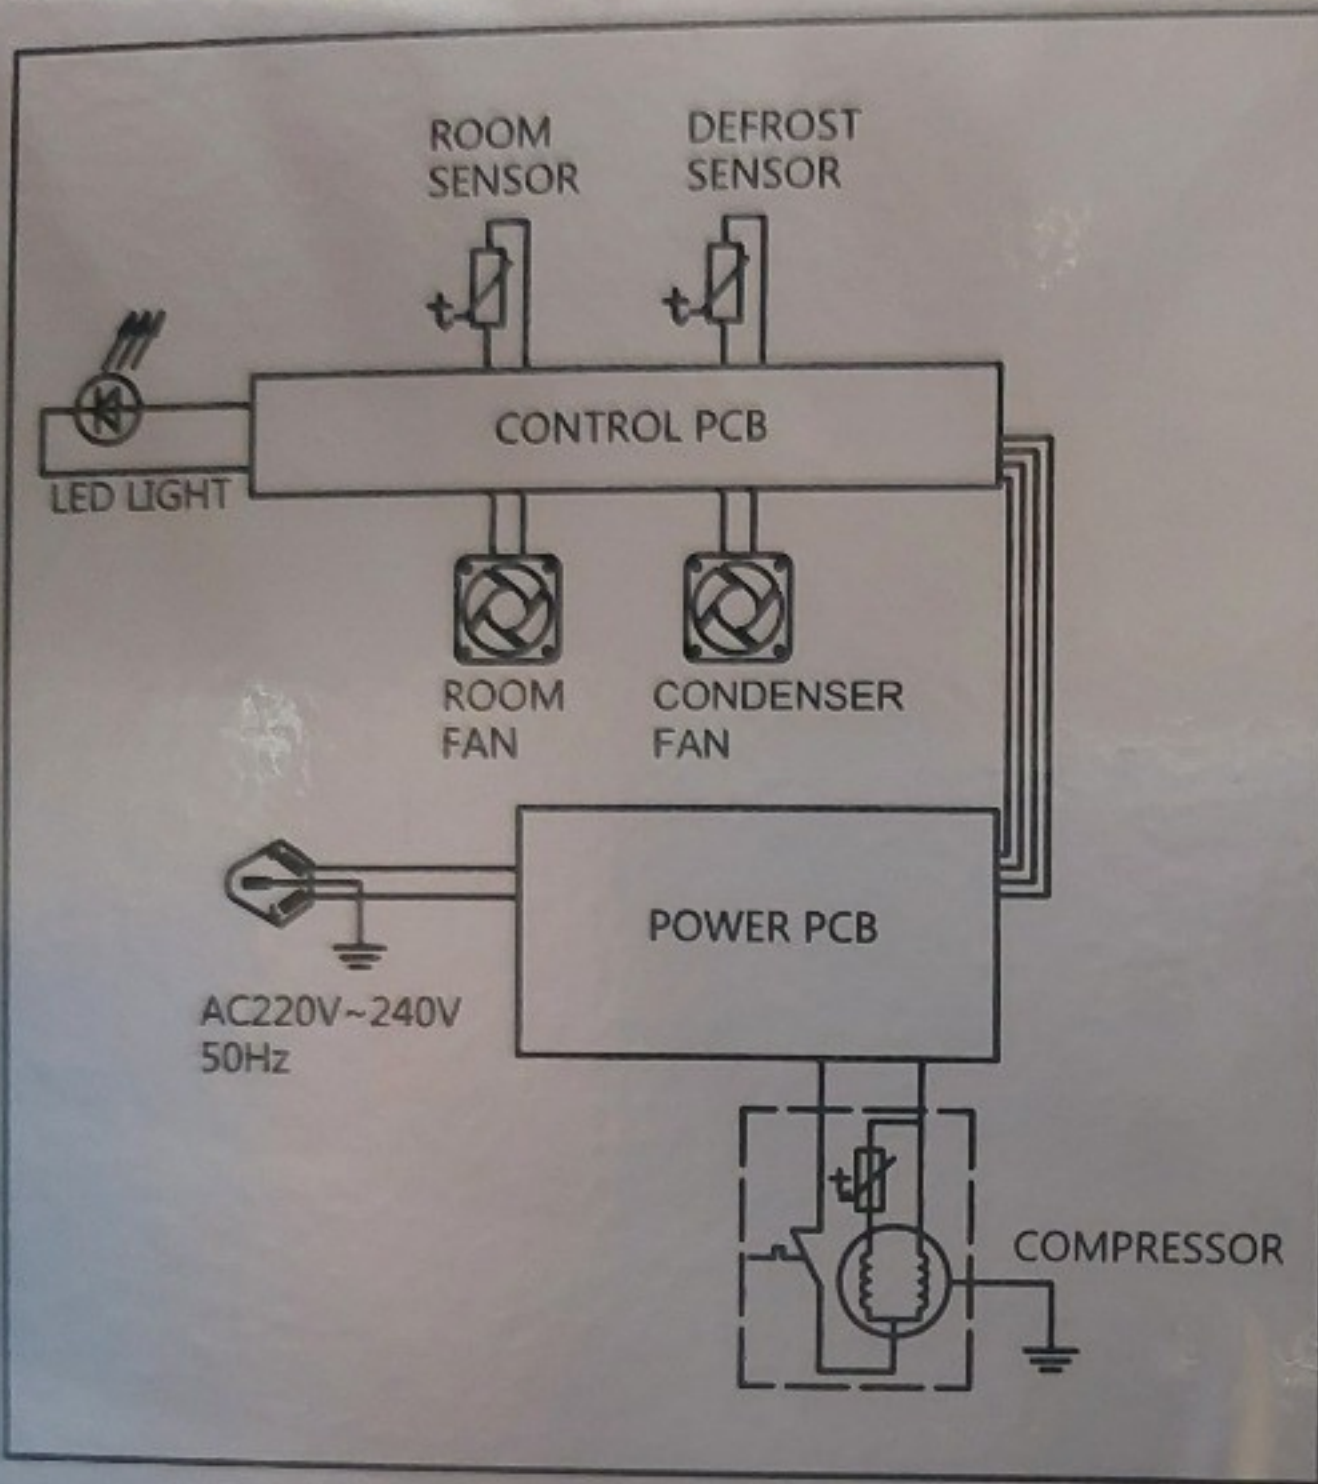 ROOM
SENSOR
DEFROST
SENSOR
t
t
CONTROL PCB
LED LIGHT
ROOM
FAN
CONDENSER
FAN
POWER PCB
AC220V~240V
50Hz
t
COMPRESSOR